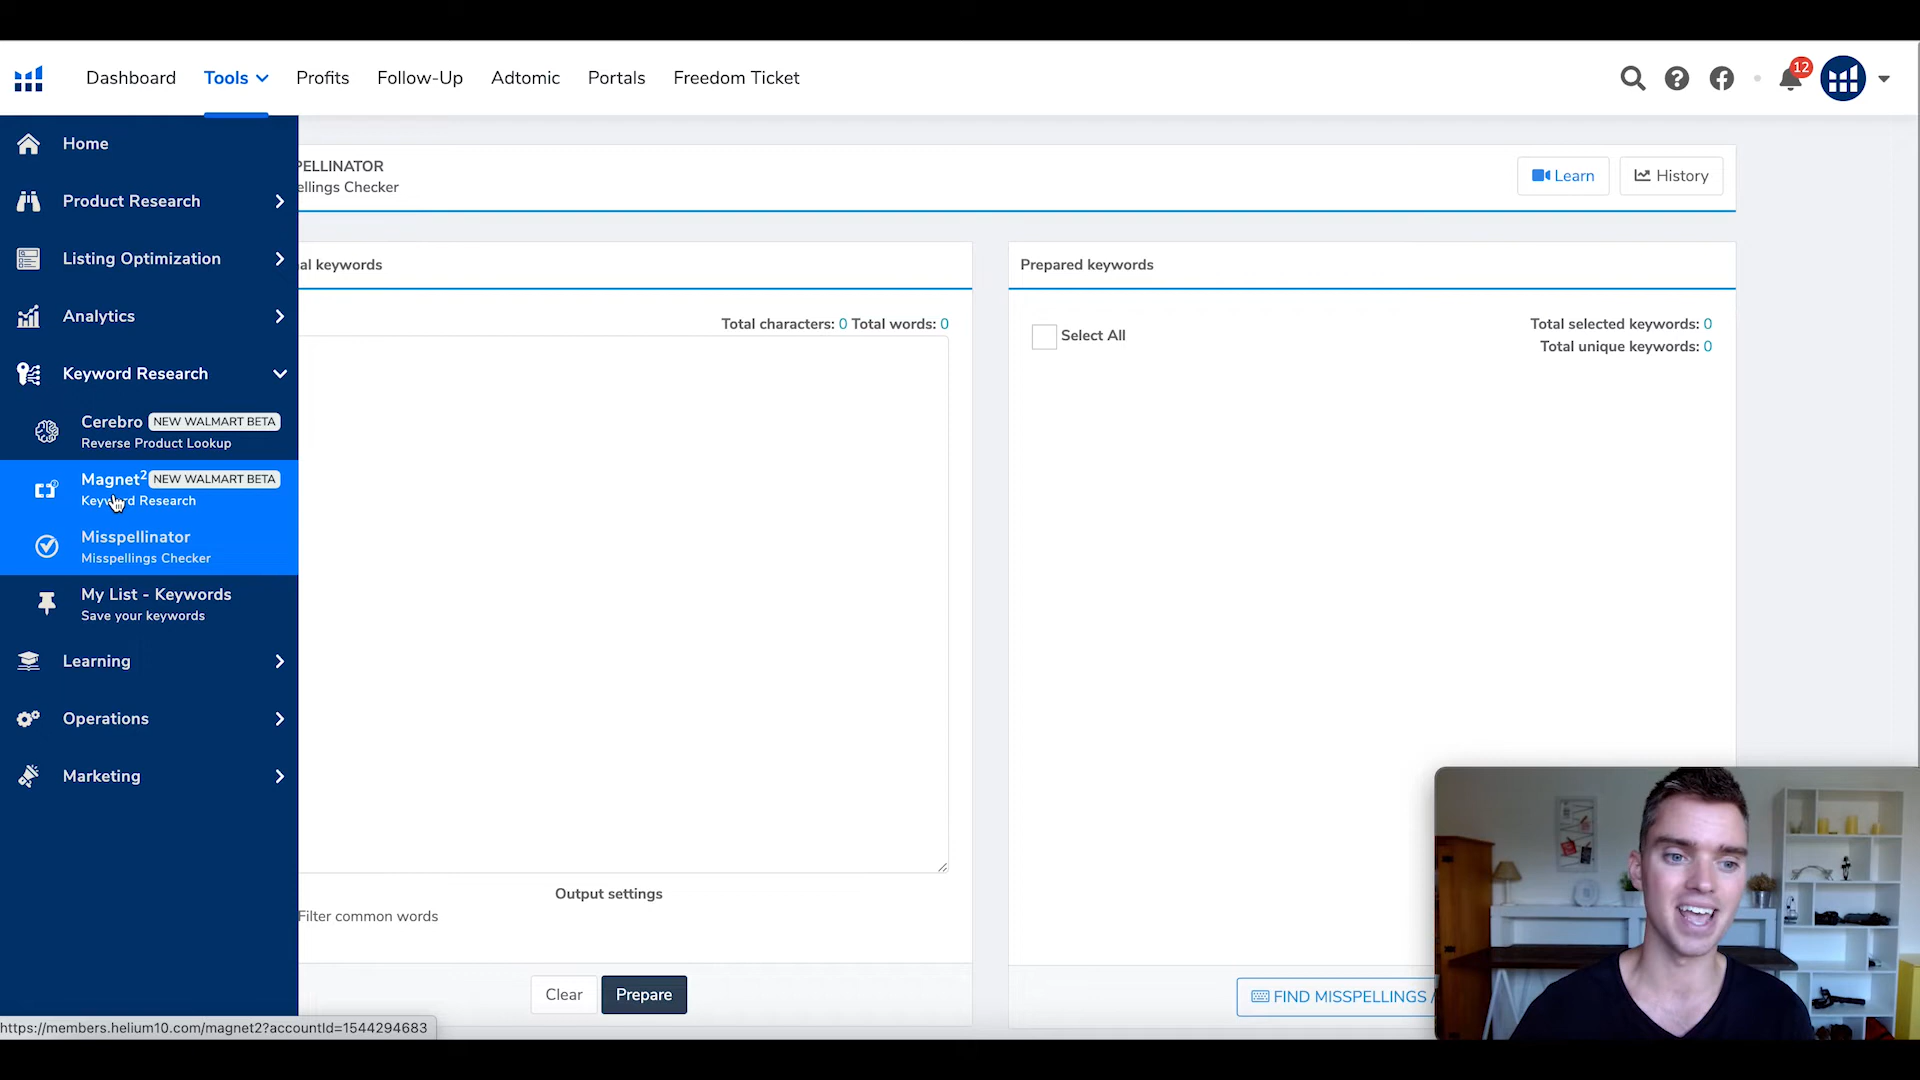 Dashboard Tools Profits Follow-Up Adtomic Portals Freedom Ticket
12
Home
Product Research
Listing Optimization
Analytics
Keyword Research
Cerebro NEW WALMART BETA
Reverse Product Lookup
Magnet² NEW WALMART BETA
Keyword Research
Misspellinator
Misspellings Checker
My List - Keywords
Save your keywords
Learning
Operations
Marketing
PELLINATOR
ellings Checker
Learn
History
al keywords
Total characters: 0 Total words: 0
Output settings
Filter common words
Clear
Prepare
Prepared keywords
Select All
Total selected keywords: 0
Total unique keywords: 0
FIND MISSPELLINGS /
https://members.helium10.com/magnet2?accountId=1544294683